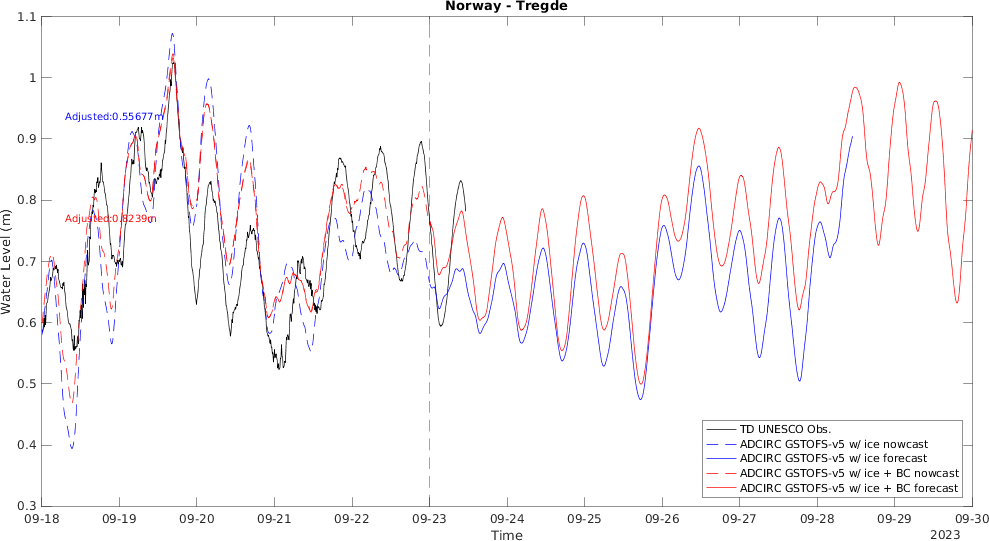 Norway - Tregde
1.1
1
0.9
0.8
0.7
0.6
0.5
0.4
0.3
Water Level (m)
Adjusted:0.55677m
Adjusted:0.8239m
TD UNESCO Obs.
ADCIRC GSTOFS-v5 w/ ice nowcast
ADCIRC GSTOFS-v5 w/ ice forecast
ADCIRC GSTOFS-v5 w/ ice + BC nowcast
ADCIRC GSTOFS-v5 w/ ice + BC forecast
09-18 09-19 09-20 09-21 09-22 09-23 09-24 09-25 09-26 09-27 09-28 09-29 09-30
Time
2023